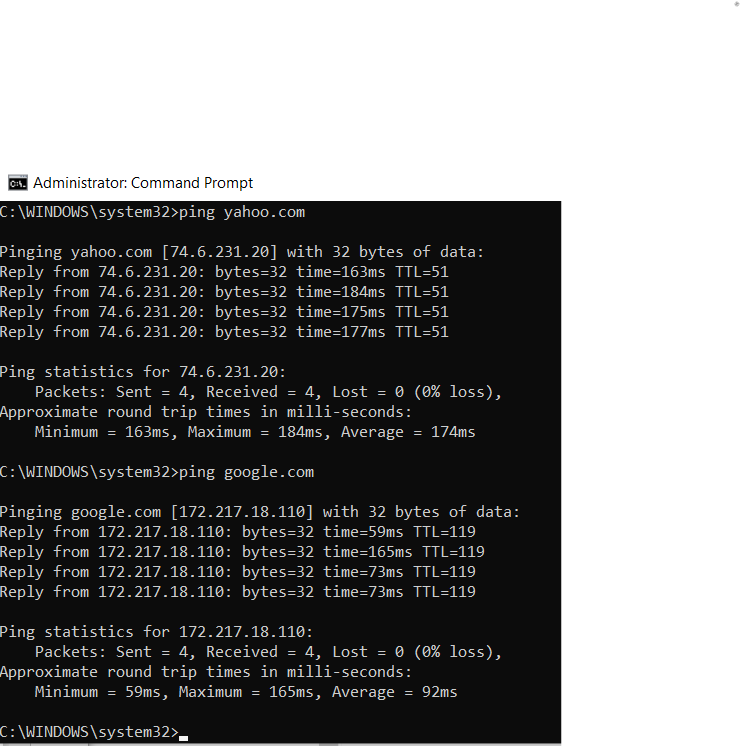 Administrator: Command Prompt
C:\WINDOWS\system32>ping yahoo.com
Pinging yahoo.com [74.6.231.20] with 32 bytes of data:
Reply from 74.6.231.20: bytes=32 time=163ms TTL=51
Reply from 74.6.231.20: bytes=32 time=184ms TTL=51
Reply from 74.6.231.20: bytes=32 time=175ms TTL=51
Reply from 74.6.231.20: bytes=32 time=177ms TTL=51
Ping statistics for 74.6.231.20:
Packets: Sent = 4, Received = 4, Lost = 0 (0% loss),
Approximate round trip times in milli-seconds:
Minimum = 163ms, Maximum = 184ms, Average = 174ms
C:\WINDOWS\system32>ping google.com
Pinging google.com [172.217.18.110] with 32 bytes of data:
Reply from 172.217.18.110: bytes=32 time=59ms TTL=119
Reply from 172.217.18.110: bytes=32 time=165ms TTL=119
Reply from 172.217.18.110: bytes=32 time=73ms TTL=119
Reply from 172.217.18.110: bytes=32 time=73ms TTL=119
Ping statistics for 172.217.18.110:
Packets: Sent = 4, Received = 4, Lost = 0 (0% loss),
Approximate round trip times in milli-seconds:
Minimum = 59ms, Maximum = 165ms, Average = 92ms
C:\WINDOWS\system32>